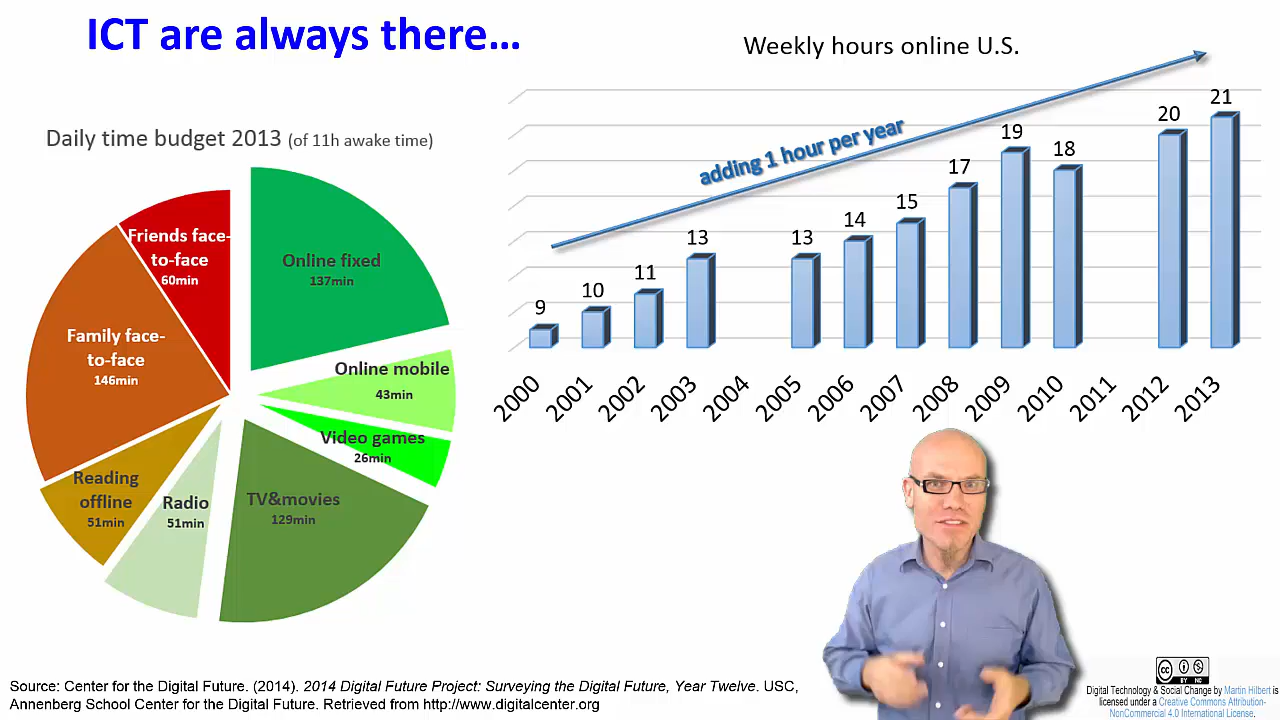 ICT are always there...
Weekly hours online U.S.
Daily time budget 2013 (of 11h awake time)
Online fixed
137min
Online mobile
43min
Video games
26min
TV&movies
129min
Radio
51min
Reading
offline
51min
Family face-
to-face
146min
Friends face-
to-face
60min
adding 1 hour per year
9
10
11
13
13
14
15
17
19
18
20
21
2000
2001
2002
2003
2004
2005
2006
2007
2008
2009
2010
2011
2012
2013
Source: Center for the Digital Future. (2014). 2014 Digital Future Project: Surveying the Digital Future, Year Twelve. USC,
Annenberg School Center for the Digital Future. Retrieved from http://www.digitalcenter.org
cc
BY NC
Digital Technology & Social Change by Martin Hilbert is
licensed under a Creative Commons Attribution-
NonCommercial 4.0 International License.